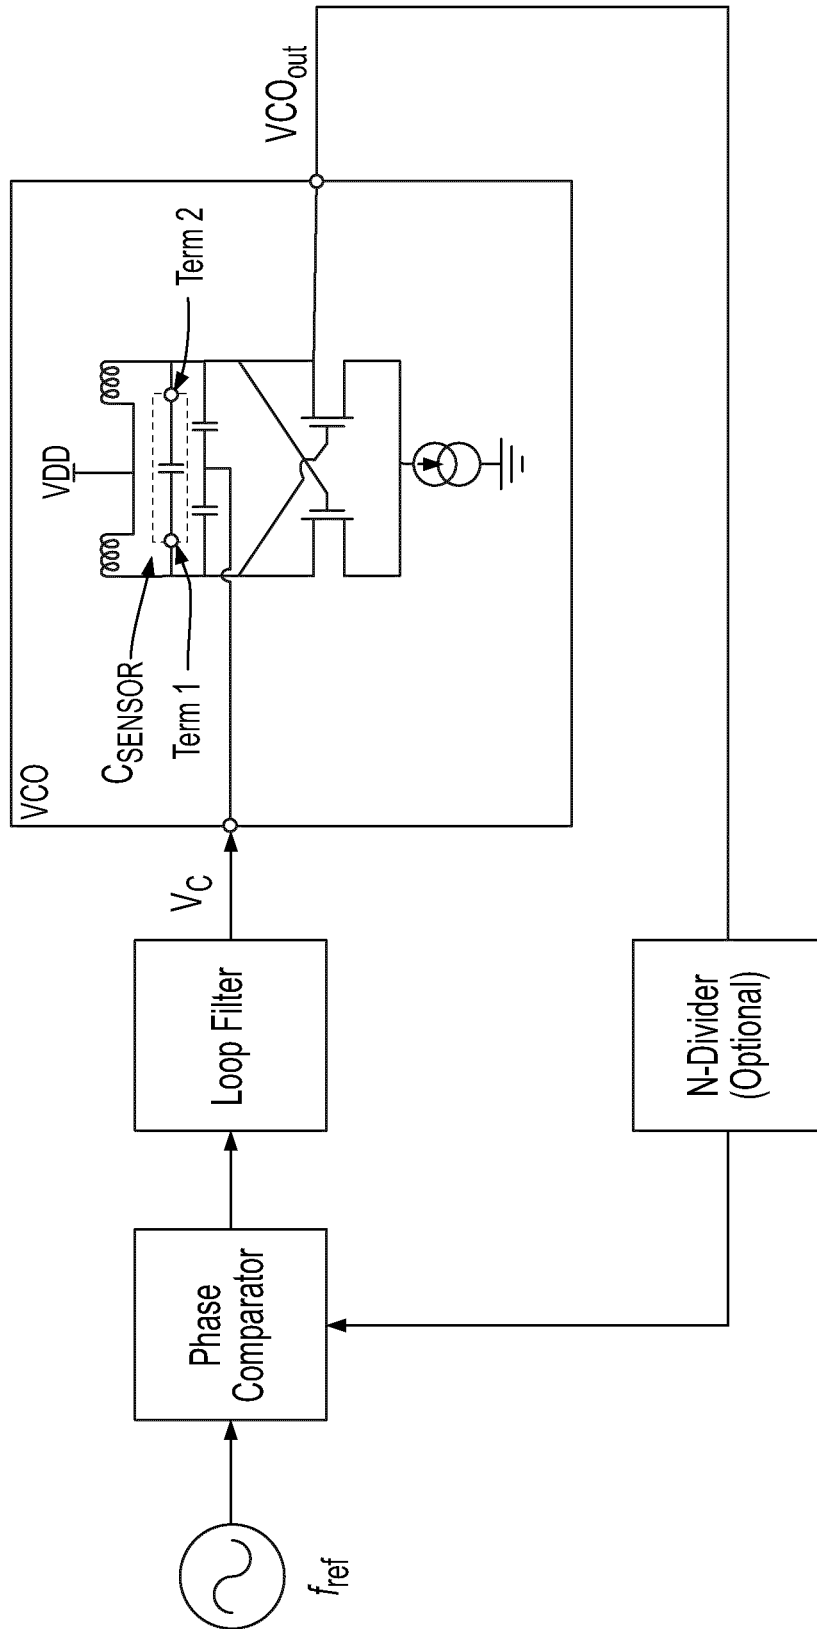 VCO
VDD
C_SENSOR
Term 1
Term 2
VCO_out
V_C
f_ref
Phase
Comparator
Loop Filter
N-Divider
(Optional)